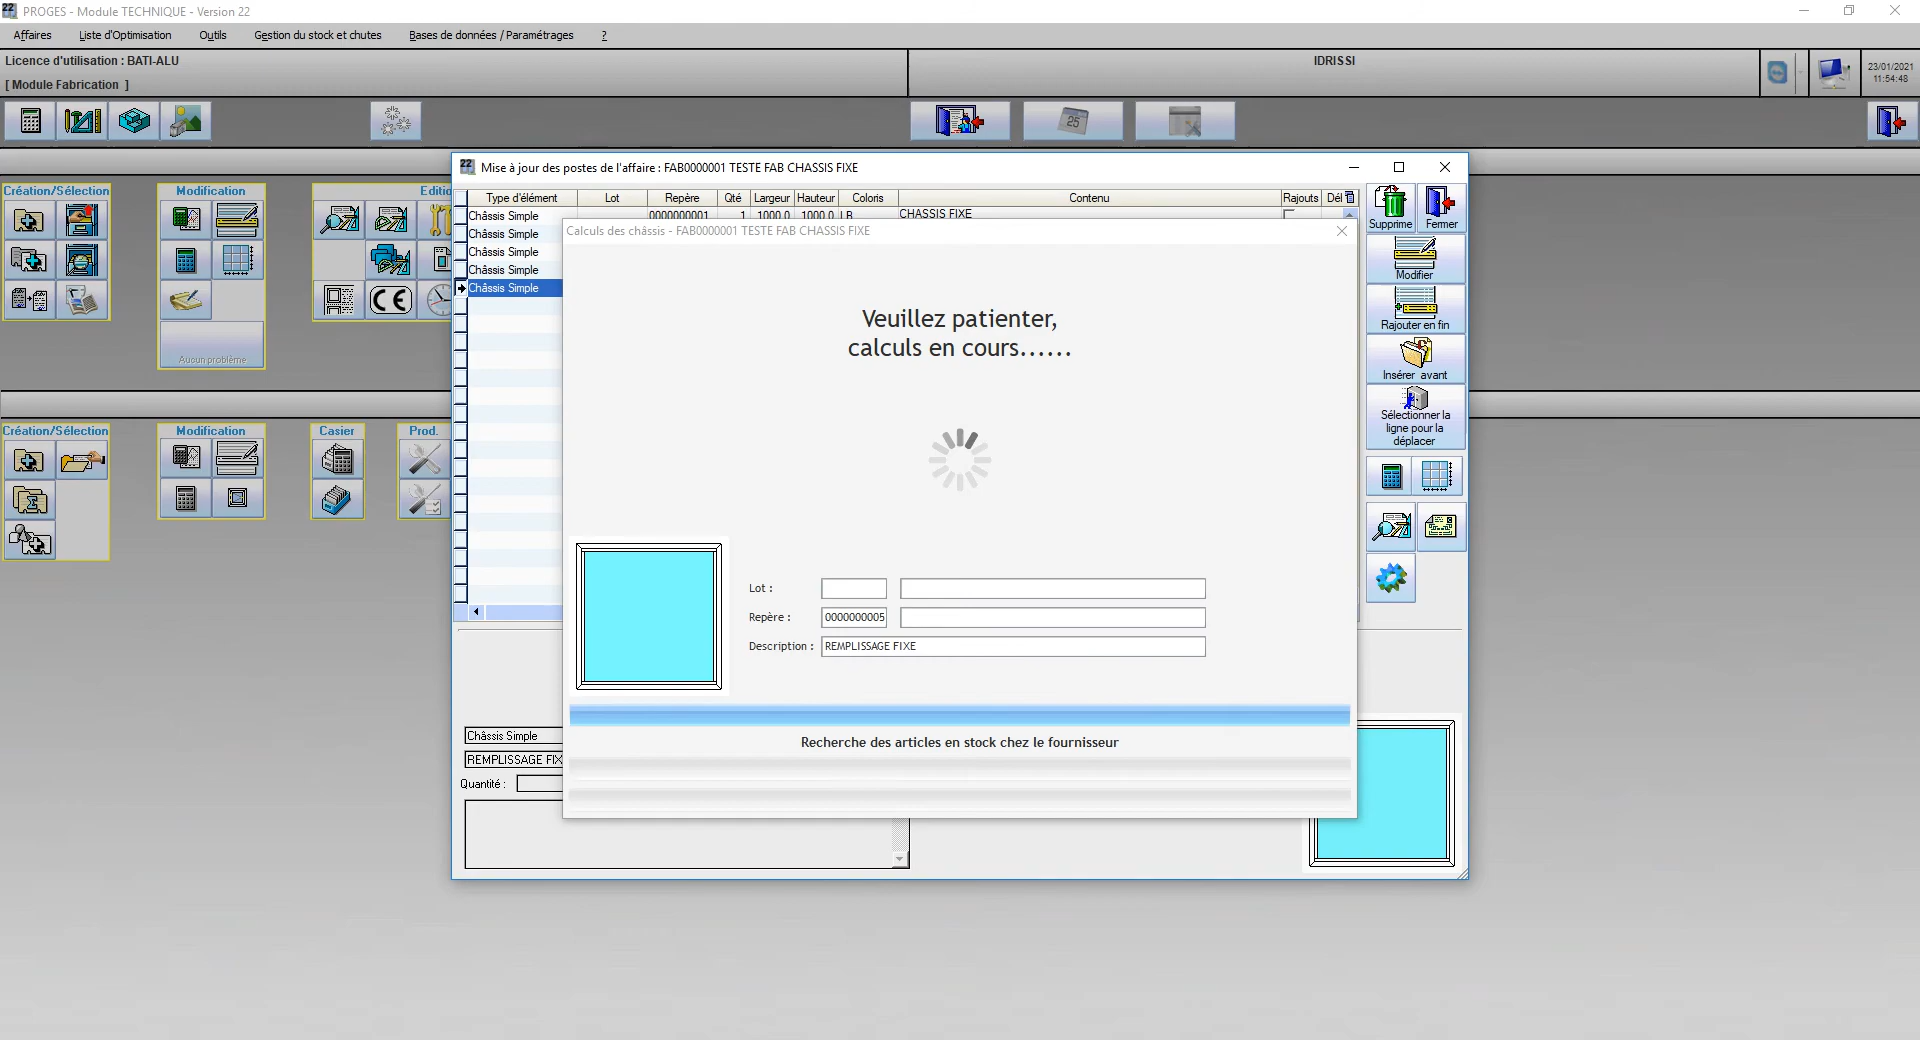 PROGES - Module TECHNIQUE - Version 22
Affaires Liste d'Optimisation Outils Gestion du stock et chutes Bases de données / Paramétrages ?
Licence d'utilisation : BATI-ALU
IDRISSI
[ Module Fabrication ]
23/01/2021
11:54:48
25
Mise à jour des postes de l'affaire : FAB0000001 TESTE FAB CHASSIS FIXE
Création/Sélection Modification Editio
Type d'élément Lot Repère Qté Largeur Hauteur Coloris Contenu Rajouts Dél
Châssis Simple 0000000001 1 1000.0 1000.0 LB CHASSIS FIXE
Châssis Simple
Châssis Simple
Châssis Simple
Châssis Simple
Calculs des châssis - FAB0000001 TESTE FAB CHASSIS FIXE
Veuillez patienter,
calculs en cours......
Supprime Fermer
Modifier
Rajouter en fin
Insérer avant
Sélectionner la
ligne pour la
déplacer
CE
Aucun problème
Création/Sélection Modification Casier Prod.
Lot :
Repère : 0000000005
Description : REMPLISSAGE FIXE
Recherche des articles en stock chez le fournisseur
Châssis Simple
REMPLISSAGE FIX
Quantité :